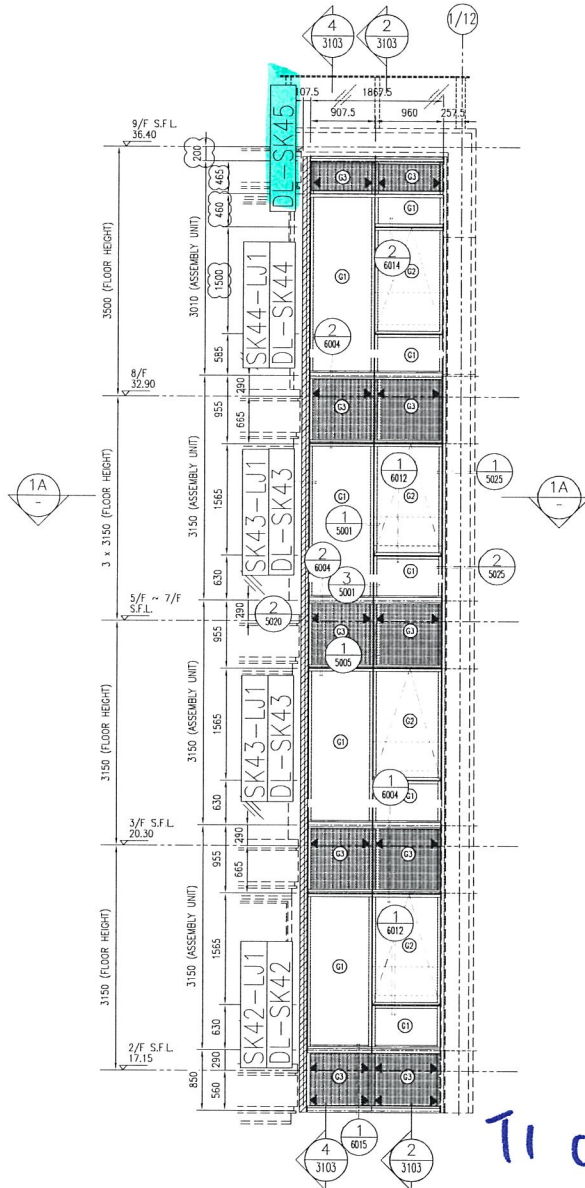 4
3103
2
3103
1/12
107.5
1867.5
907.5
960
257.5
9/F S.F.L.
36.40
200
DL-SK45
465
460
1500
585
3500 (FLOOR HEIGHT)
3010 (ASSEMBLY UNIT)
SK44-LJ1
DL-SK44
G3
G3
G1
G1
2
6014
G2
2
6004
G1
8/F
32.90
290
955
665
G3
G3
1A
-
3 x 3150 (FLOOR HEIGHT)
3150 (ASSEMBLY UNIT)
1565
630
SK43-LJ1
DL-SK43
G1
1
6012
G2
1
5025
1A
-
1
5001
2
6004
3
5001
G1
2
5025
5/F ~ 7/F
S.F.L.
290
955
2
5020
G3
G3
1
5005
3150 (FLOOR HEIGHT)
3150 (ASSEMBLY UNIT)
1565
630
SK43-LJ1
DL-SK43
G1
G2
1
6004
G1
3/F S.F.L.
20.30
290
955
665
G3
G3
3150 (FLOOR HEIGHT)
3150 (ASSEMBLY UNIT)
1565
630
SK42-LJ1
DL-SK42
G1
1
6012
G2
G1
2/F S.F.L.
17.15
850
290
560
G3
G3
4
3103
1
6015
2
3103